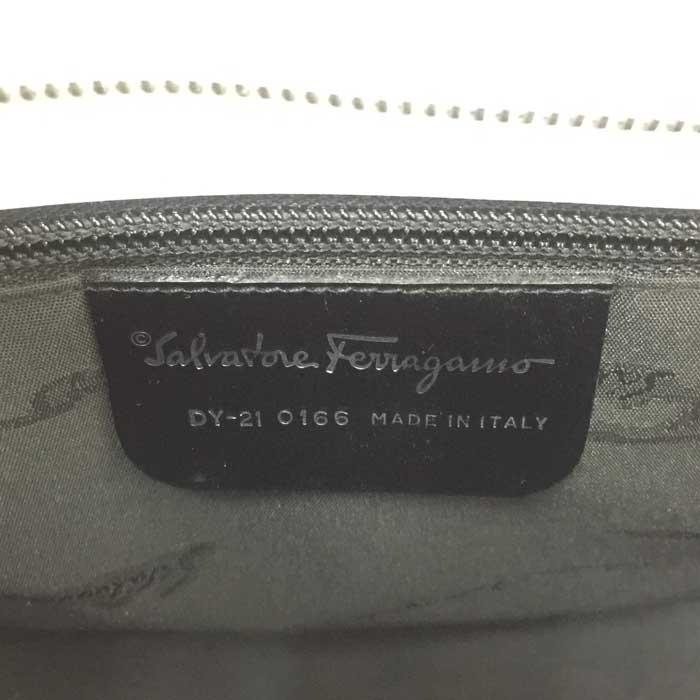 ©Salvatore Ferragamo
DY-21 0166 MADE IN ITALY